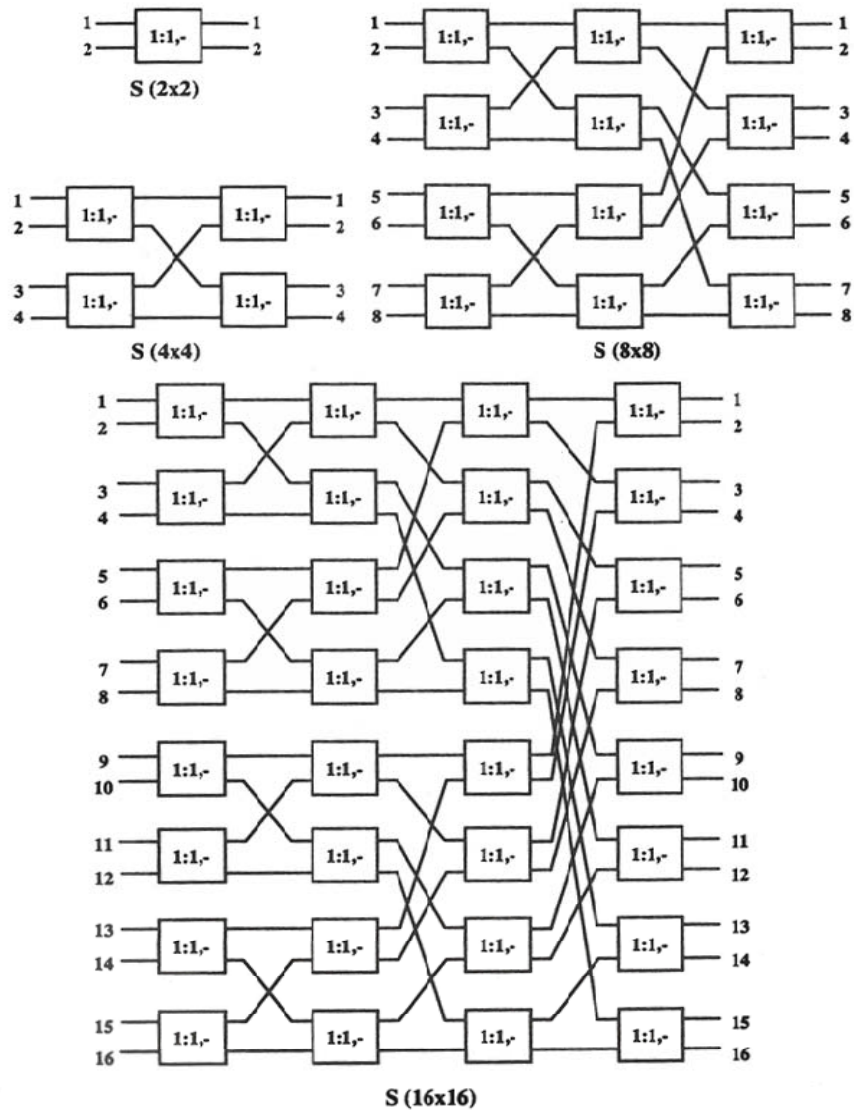 1 1:1,- 1
2 2
S (2x2)
1 1:1,- 1:1,- 1
2 2
3 1:1,- 1:1,- 3
4 4
S (4x4)
1 1:1,- 1:1,- 1:1,- 1
2 2
3 1:1,- 1:1,- 1:1,- 3
4 4
5 1:1,- 1:1,- 1:1,- 5
6 6
7 1:1,- 1:1,- 1:1,- 7
8 8
S (8x8)
1 1:1,- 1:1,- 1:1,- 1:1,- 1
2 2
3 1:1,- 1:1,- 1:1,- 1:1,- 3
4 4
5 1:1,- 1:1,- 1:1,- 1:1,- 5
6 6
7 1:1,- 1:1,- 1:1,- 1:1,- 7
8 8
9 1:1,- 1:1,- 1:1,- 1:1,- 9
10 10
11 1:1,- 1:1,- 1:1,- 1:1,- 11
12 12
13 1:1,- 1:1,- 1:1,- 1:1,- 13
14 14
15 1:1,- 1:1,- 1:1,- 1:1,- 15
16 16
S (16x16)